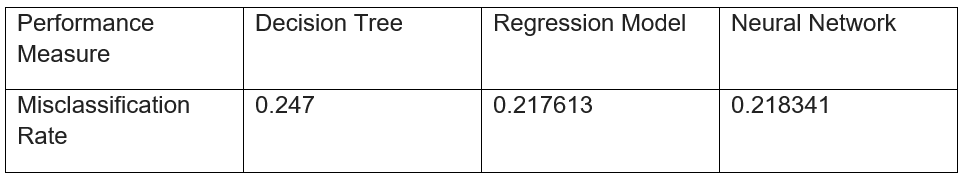 Performance Measure
Decision Tree
Regression Model
Neural Network
Misclassification Rate
0.247
0.217613
0.218341